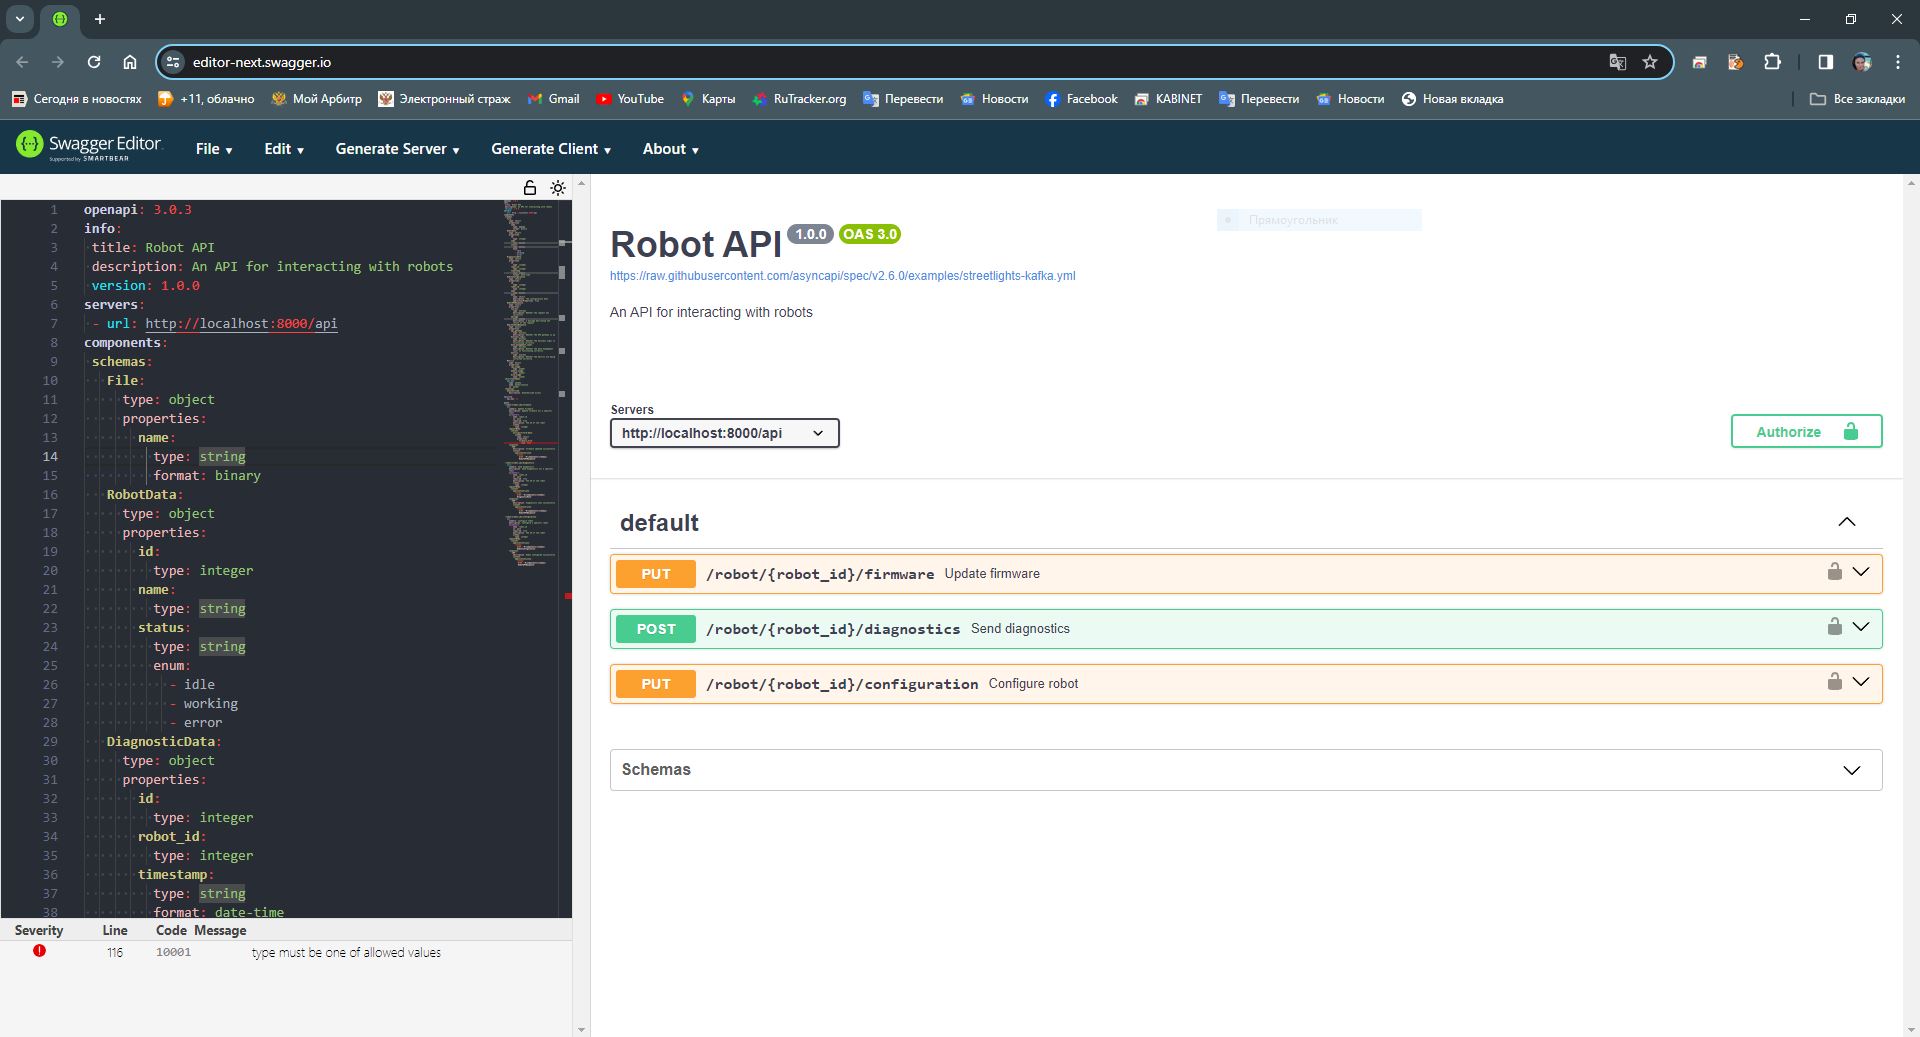 editor-next.swagger.io
Сегодня в новостях
+11, облачно
Мой Арбитр
Электронный страж
Gmail
YouTube
Карты
RuTracker.org
Перевести
Новости
Facebook
KABINET
Перевести
Новости
Новая вкладка
Все закладки
Swagger Editor
Supported by SMARTBEAR
File
Edit
Generate Server
Generate Client
About
1 openapi: 3.0.3
2 info:
3 title: Robot API
4 description: An API for interacting with robots
5 version: 1.0.0
6 servers:
7 - url: http://localhost:8000/api
8 components:
9 schemas:
10 File:
11 type: object
12 properties:
13 name:
14 type: string
15 format: binary
16 RobotData:
17 type: object
18 properties:
19 id:
20 type: integer
21 name:
22 type: string
23 status:
24 type: string
25 enum:
26 - idle
27 - working
28 - error
29 DiagnosticData:
30 type: object
31 properties:
32 id:
33 type: integer
34 robot_id:
35 type: integer
36 timestamp:
37 type: string
38 format: date-time
Severity Line Code Message
116 10001 type must be one of allowed values
Прямоугольник
Robot API 1.0.0 OAS 3.0
https://raw.githubusercontent.com/asyncapi/spec/v2.6.0/examples/streetlights-kafka.yml
An API for interacting with robots
Servers
http://localhost:8000/api
Authorize
default
PUT /robot/{robot_id}/firmware Update firmware
POST /robot/{robot_id}/diagnostics Send diagnostics
PUT /robot/{robot_id}/configuration Configure robot
Schemas